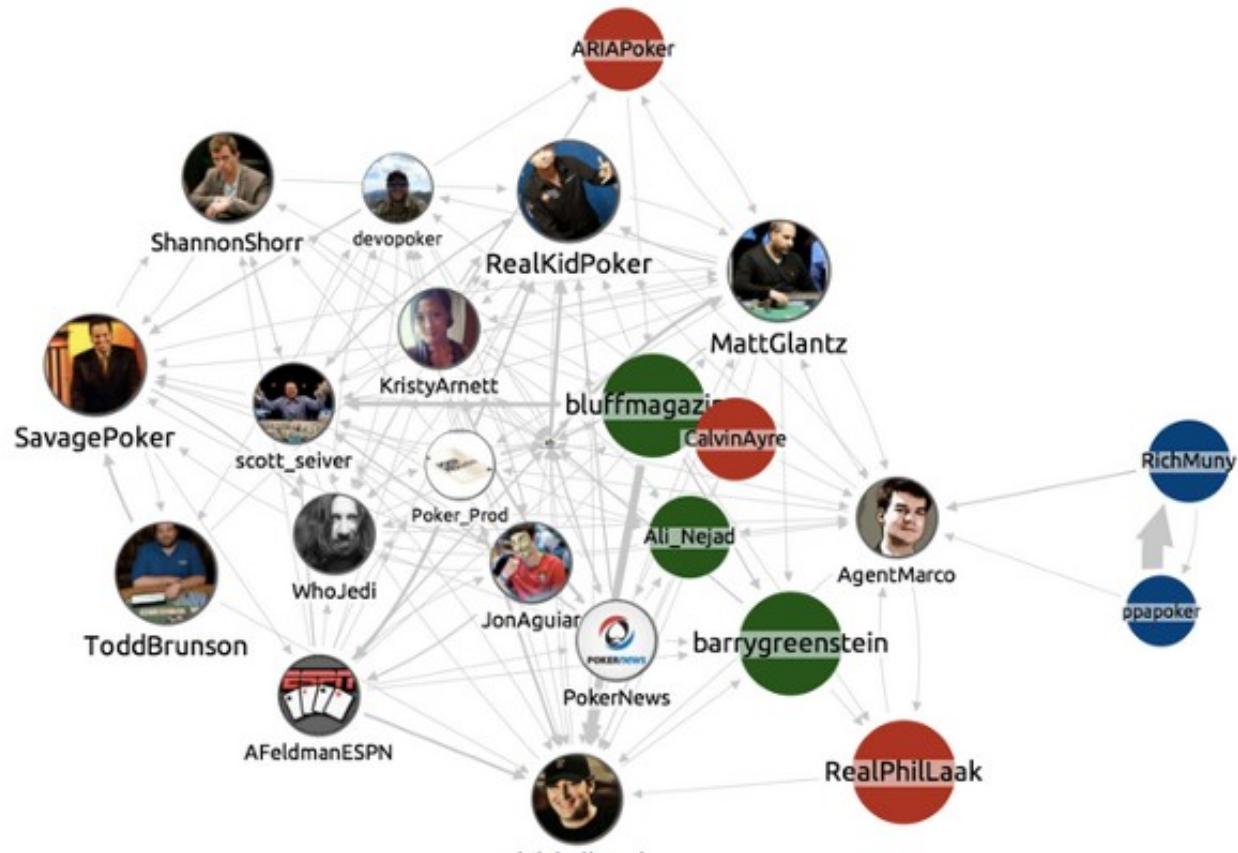 ARIAPoker
ShannonShorr
devopoker
RealKidPoker
MattGlantz
KristyArnett
bluffmagazin
CalvinAyre
SavagePoker
scott_seiver
RichMuny
Poker_Prod
Ali_Nejad
AgentMarco
WhoJedi
JonAguiar
ppapoker
ToddBrunson
POKERNEWS
barrygreenstein
PokerNews
ESPN
AFeldmanESPN
RealPhilLaak